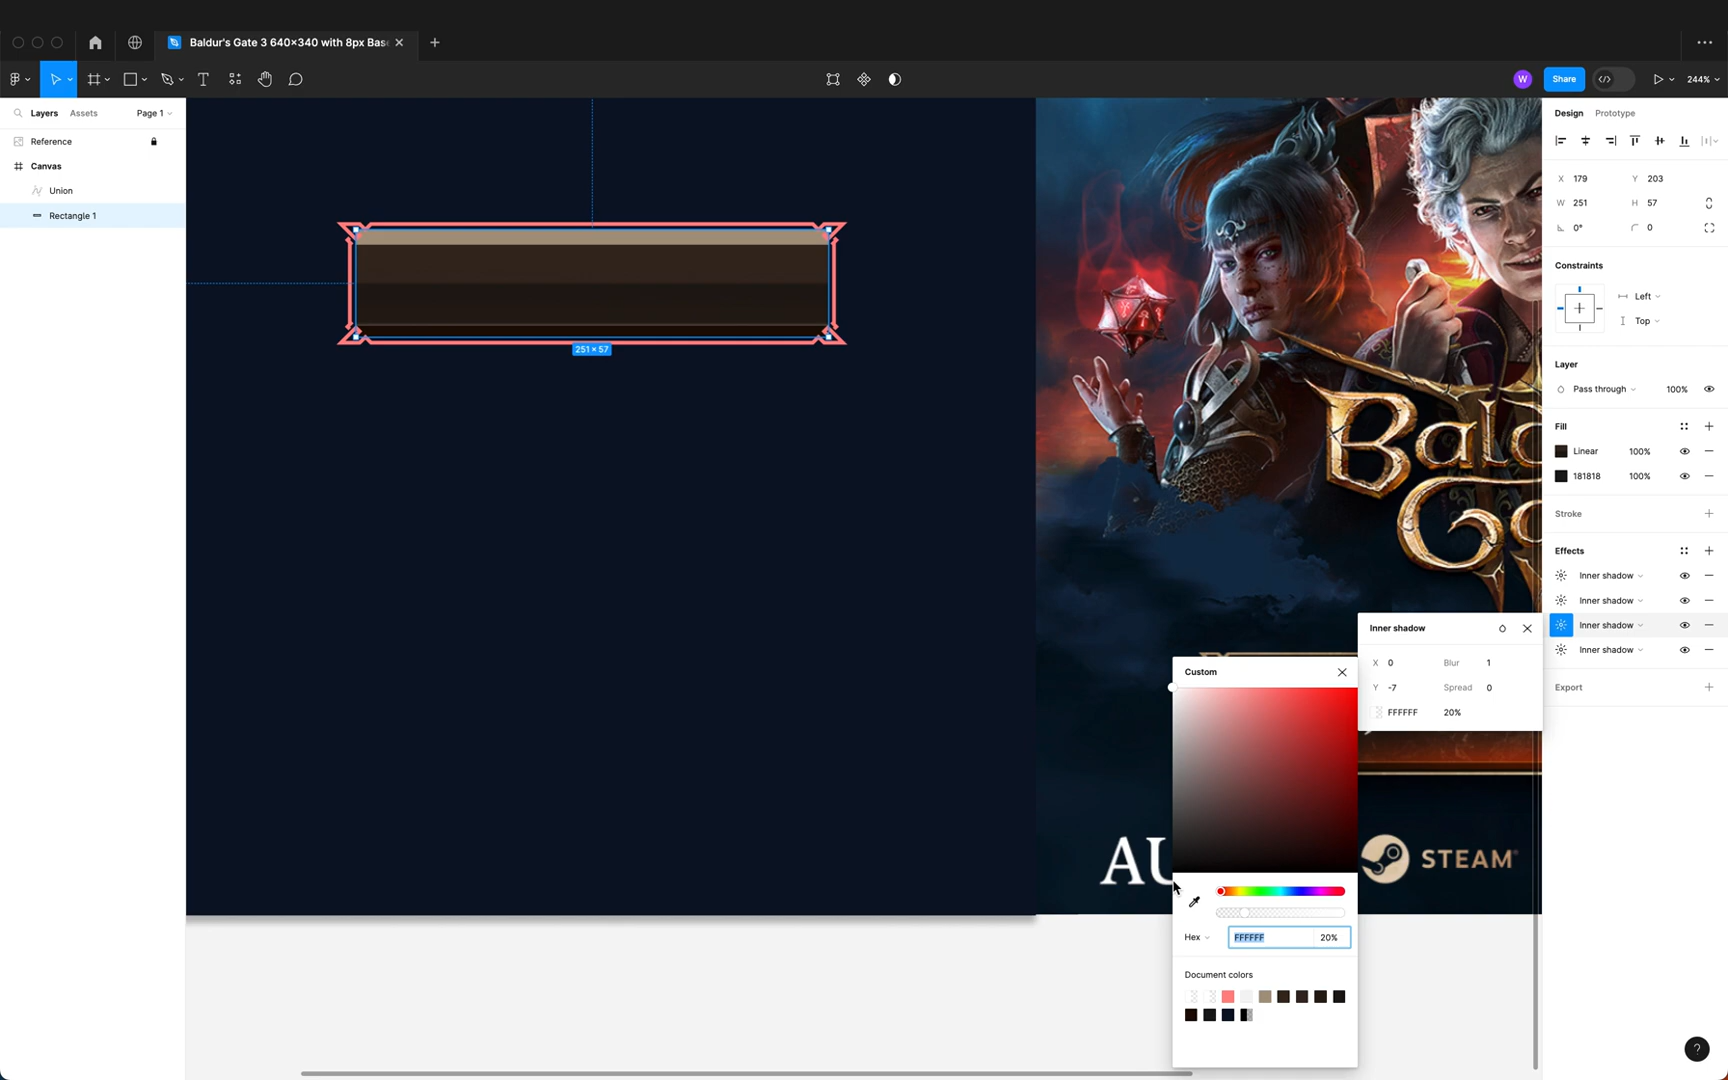 Baldur's Gate 3 640×340 with 8px Bas
W
Share
244%
Layers
Assets
Page 1
Reference
Canvas
Union
Rectangle 1
251 × 57
Design
Prototype
X 179
Y 203
W 251
H 57
0°
0
Constraints
Left
Top
Layer
Pass through
100%
Fill
Linear
100%
181818
100%
Stroke
Effects
Inner shadow
Inner shadow
Inner shadow
Inner shadow
Export
Inner shadow
X 0
Blur 1
Y -7
Spread 0
FFFFFF
20%
Custom
Hex
FFFFFF
20%
Document colors
AU
STEAM
?